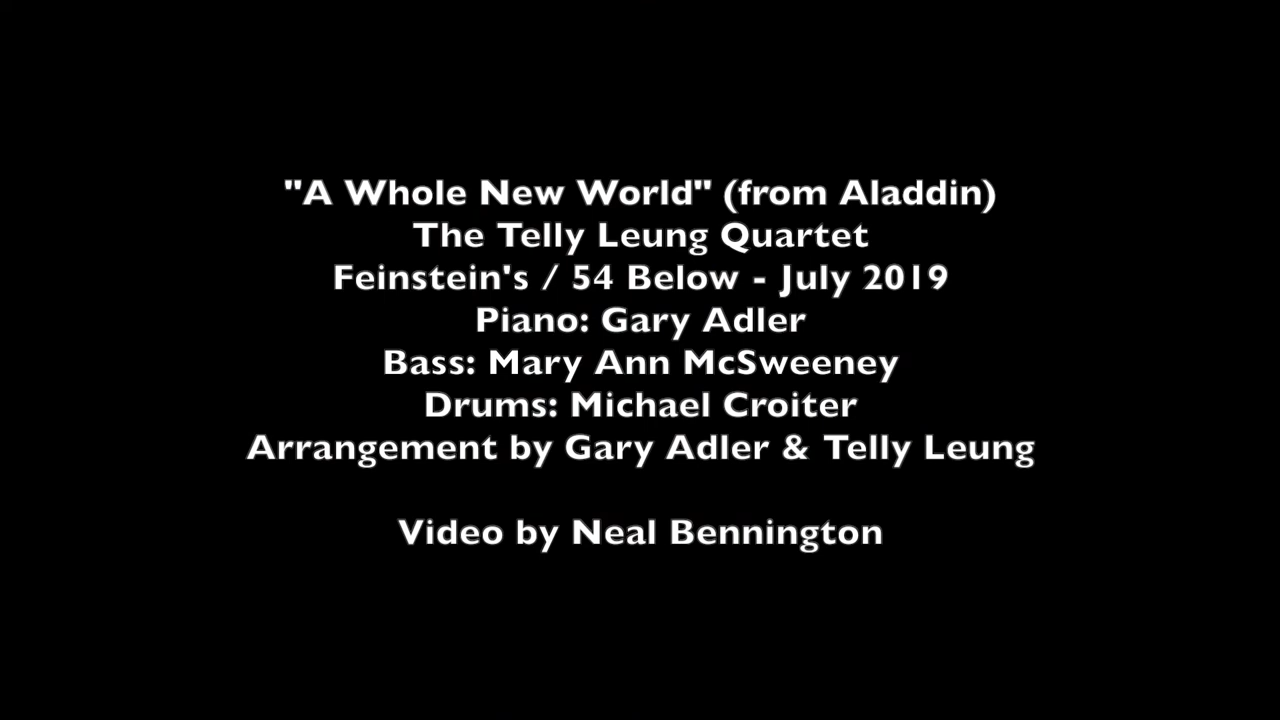 "A Whole New World" (from Aladdin)
The Telly Leung Quartet
Feinstein's / 54 Below - July 2019
Piano: Gary Adler
Bass: Mary Ann McSweeney
Drums: Michael Croiter
Arrangement by Gary Adler & Telly Leung
Video by Neal Bennington